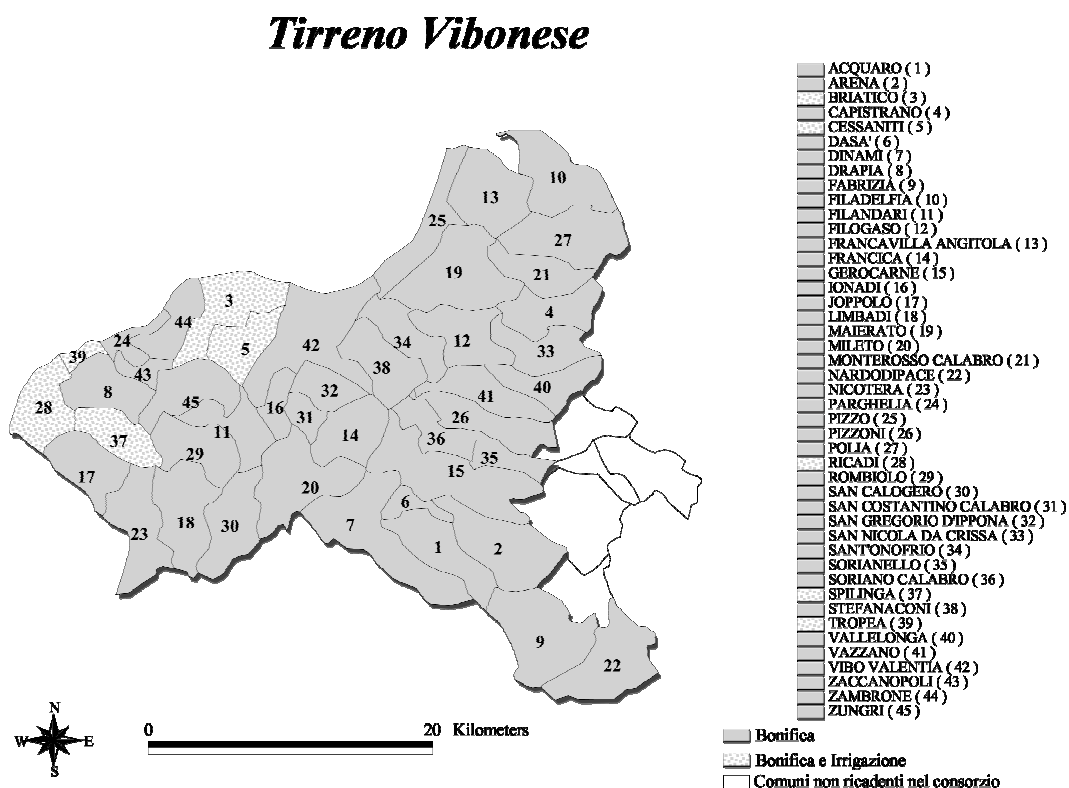 Tirreno Vibonese
ACQUARO ( 1 )
ARENA ( 2 )
BRIATICO ( 3 )
CAPISTRANO ( 4 )
CESSANITI ( 5 )
DASA' ( 6 )
DINAMI ( 7 )
DRAPIA ( 8 )
FABRIZIA ( 9 )
FILADELFIA ( 10 )
FILANDARI ( 11 )
FILOGASO ( 12 )
FRANCAVILLA ANGITOLA ( 13 )
FRANCICA ( 14 )
GEROCARNE ( 15 )
IONADI ( 16 )
JOPPOLO ( 17 )
LIMBADI ( 18 )
MAIERATO ( 19 )
MILETO ( 20 )
MONTEROSSO CALABRO ( 21 )
NARDODIPACE ( 22 )
NICOTERA ( 23 )
PARGHELIA ( 24 )
PIZZO ( 25 )
PIZZONI ( 26 )
POLIA ( 27 )
RICADI ( 28 )
ROMBIOLO ( 29 )
SAN CALOGERO ( 30 )
SAN COSTANTINO CALABRO ( 31 )
SAN GREGORIO D'IPPONA ( 32 )
SAN NICOLA DA CRISSA ( 33 )
SANT'ONOFRIO ( 34 )
SORIANELLO ( 35 )
SORIANO CALABRO ( 36 )
SPILINGA ( 37 )
STEFANACONI ( 38 )
TROPEA ( 39 )
VALLELONGA ( 40 )
VAZZANO ( 41 )
VIBO VALENTIA ( 42 )
ZACCANOPOLI ( 43 )
ZAMBRONE ( 44 )
ZUNGRI ( 45 )
10
13
25
27
19
21
3
4
44
24
5
42
34
12
33
39
43
38
8
32
40
45
41
28
16
31
26
11
14
36
37
29
35
17
15
20
6
18
30
7
23
1
2
9
22
N
W E
S
0 20 Kilometers
Bonifica
Bonifica e Irrigazione
Comuni non ricadenti nel consorzio